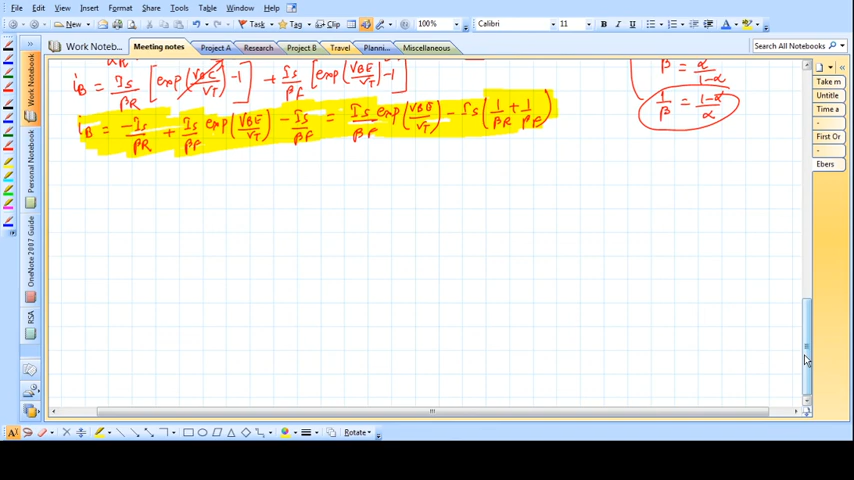 File Edit View Insert Format Share Tools Table Window Help
New Task Tag Clip 100% Calibri 11 B I U
Work Noteb... Meeting notes Project A Research Project B Travel Planni... Miscellaneous Search All Notebooks
Work Notebook
Personal Notebook
OneNote 2007 Guide
RSA
iB = Is/βR [exp(VBC/VT) -1] + Is/βF [exp(VBE/VT) -1]
iB = -Is/βR + Is/βF exp(VBE/VT) - Is/βF = Is/βF exp(VBE/VT) - Is(1/βR + 1/βF)
β = α/1-α
1/β = 1-α/α
Take m
Untitle
Time a
First Or
Ebers
A Rotate